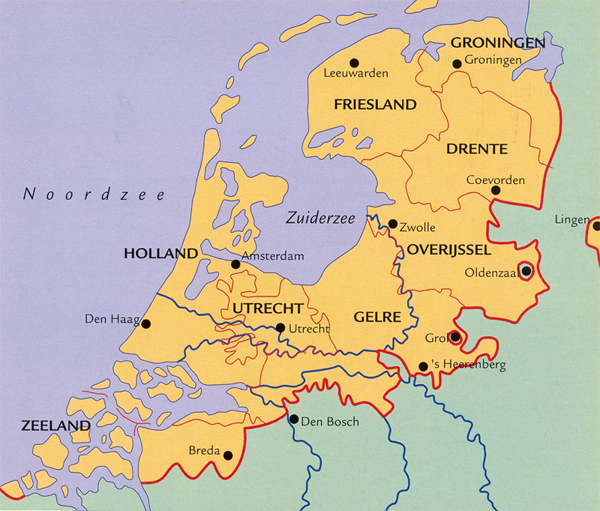 GRONINGEN
Groningen
Leeuwarden
FRIESLAND
DRENTE
Coevorden
Noordzee
Zuiderzee
Zwolle
Lingen
HOLLAND
Amsterdam
OVERIJSSEL
Oldenzaa
UTRECHT
GELRE
Den Haag
Utrecht
Grol
's Heerenberg
ZEELAND
Den Bosch
Breda